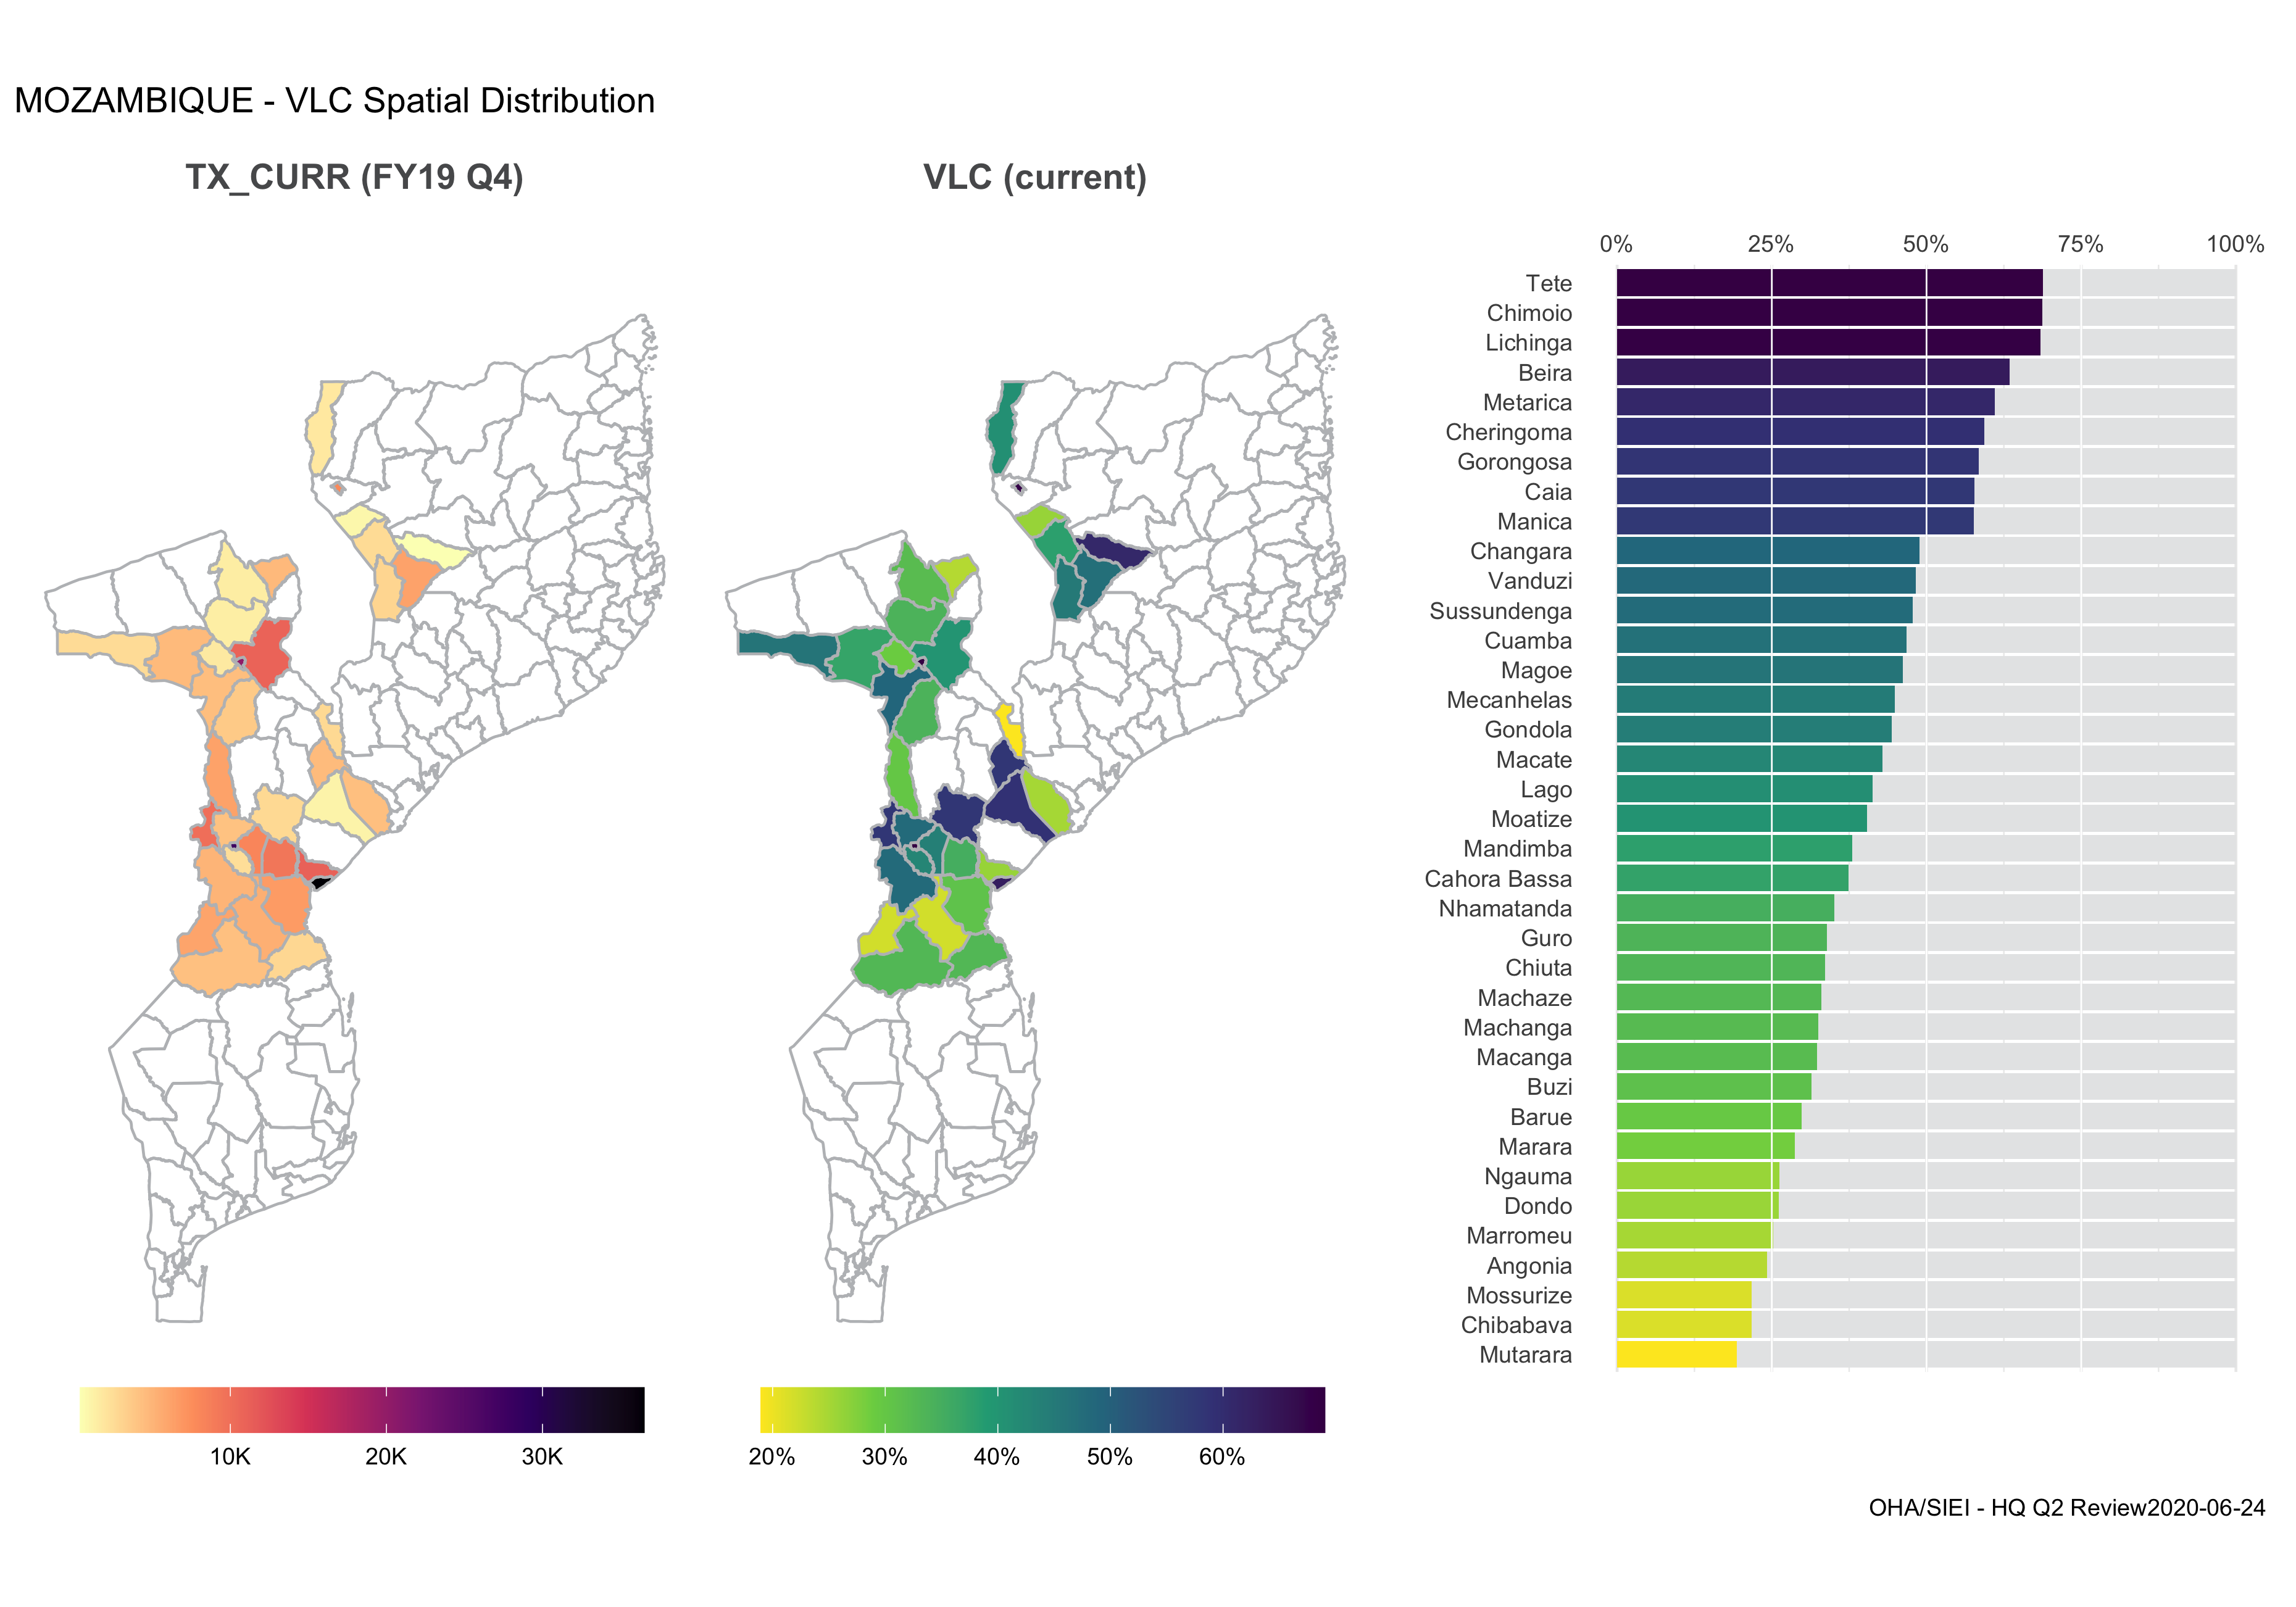 MOZAMBIQUE - VLC Spatial Distribution
TX_CURR (FY19 Q4)
10K 20K 30K
VLC (current)
20% 30% 40% 50% 60%
0% 25% 50% 75% 100%
Tete
Chimoio
Lichinga
Beira
Metarica
Cheringoma
Gorongosa
Caia
Manica
Changara
Vanduzi
Sussundenga
Cuamba
Magoe
Mecanhelas
Gondola
Macate
Lago
Moatize
Mandimba
Cahora Bassa
Nhamatanda
Guro
Chiuta
Machaze
Machanga
Macanga
Buzi
Barue
Marara
Ngauma
Dondo
Marromeu
Angonia
Mossurize
Chibabava
Mutarara
OHA/SIEI - HQ Q2 Review2020-06-24